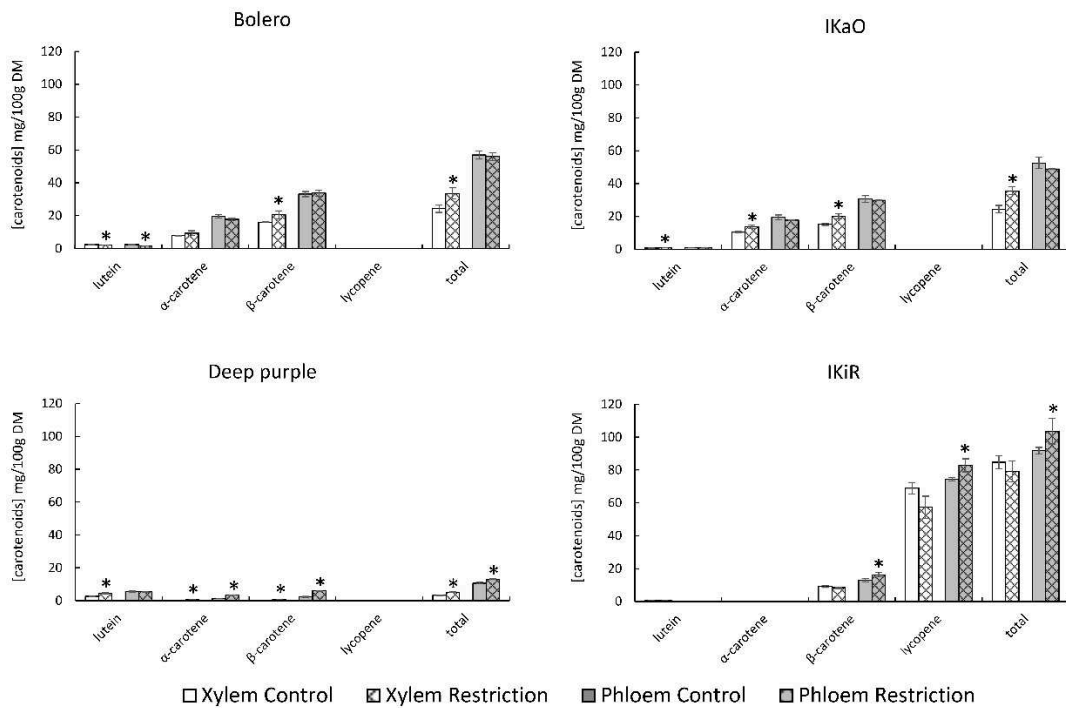 Bolero
[carotenoids] mg/100g DM
120
100
80
60
40
20
0
*
*
*
*
lutein
α-carotene
β-carotene
lycopene
total
IKaO
[carotenoids] mg/100g DM
120
100
80
60
40
20
0
*
*
*
*
lutein
α-carotene
β-carotene
lycopene
total
Deep purple
[carotenoids] mg/100g DM
120
100
80
60
40
20
0
*
*
*
*
*
*
*
lutein
α-carotene
β-carotene
lycopene
total
IKiR
[carotenoids] mg/100g DM
120
100
80
60
40
20
0
*
*
*
lutein
α-carotene
β-carotene
lycopene
total
Xylem Control Xylem Restriction Phloem Control Phloem Restriction